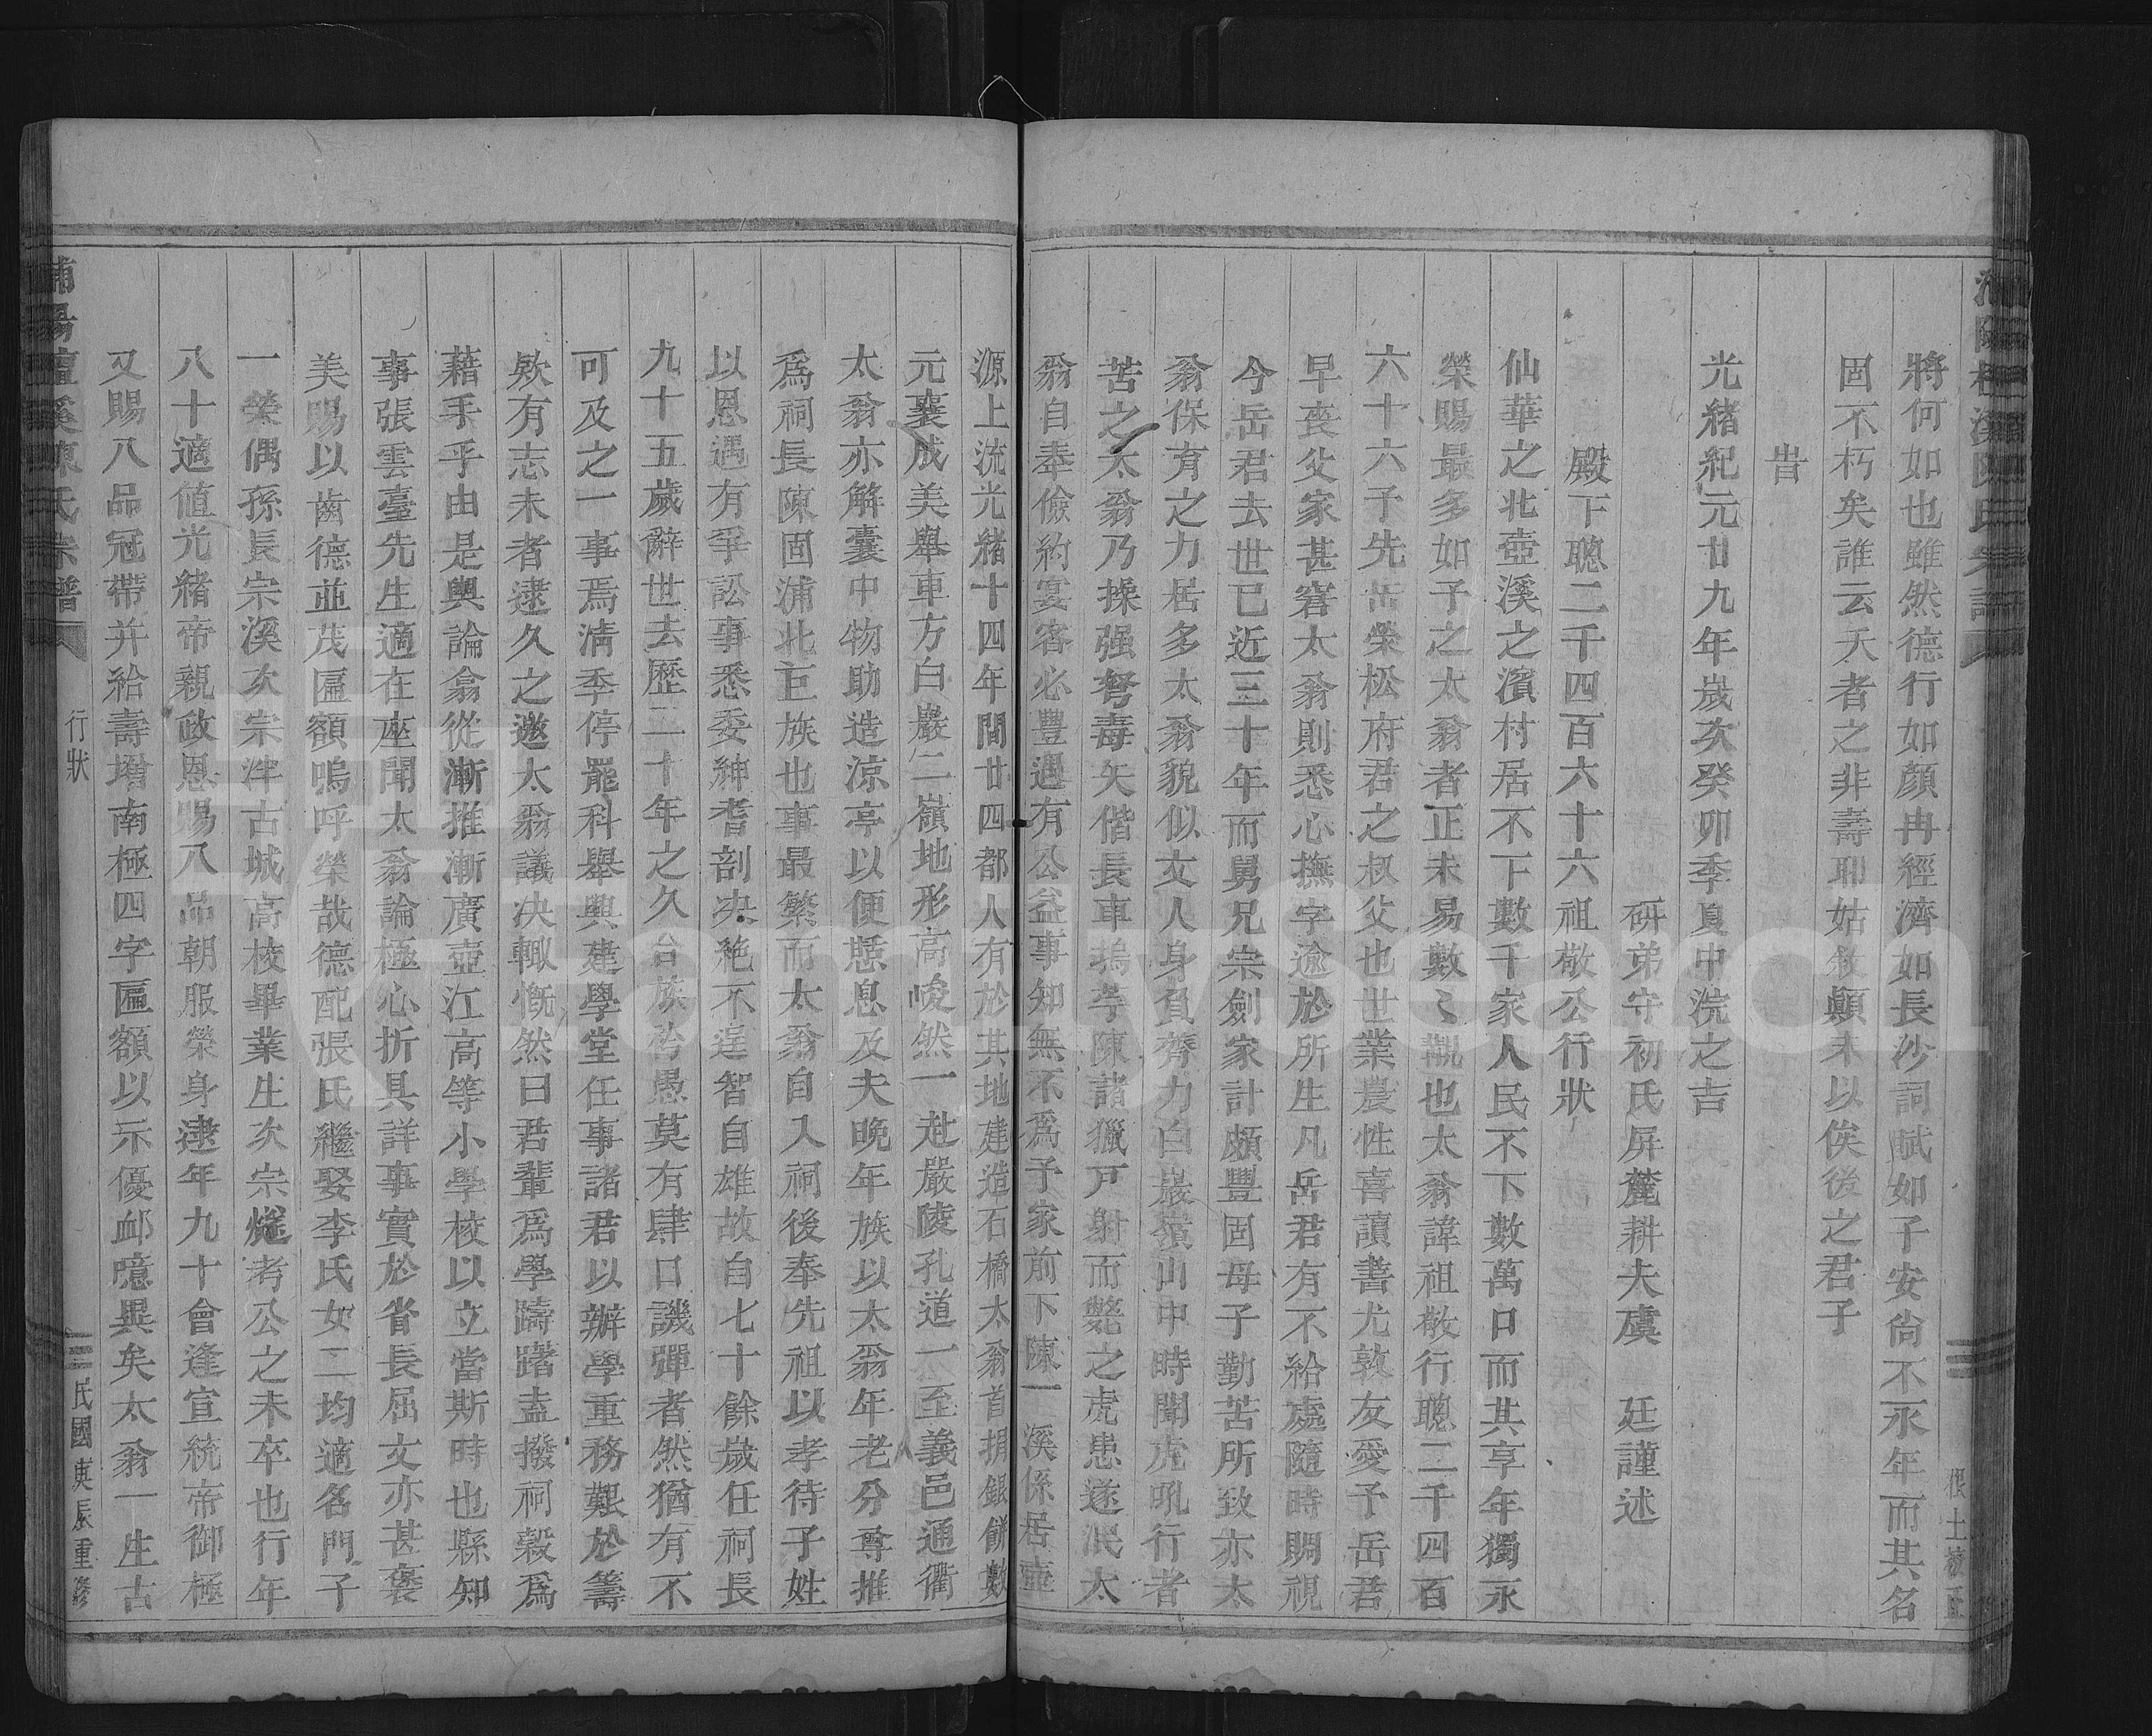 將何如也雖然德行如顏冉經濟如長沙詞賦如子安尙不永年而其名
固不朽矣誰云夭者之非壽耶姑敘顚末以俟後之君子
旹
光緒紀元廿九年歲次癸卯季夏中浣之吉
硏弟守初氏屏麓耕夫虞 廷謹述
殿下聰二千四百六十六祖敬公行狀
仙華之北壺溪之濱村居不下數千家人民不下數萬口而其享年獨永
榮賜最多如予之太翁者正未易數〻覯也太翁諱祖敬行聰二千四百
六十六予先岳榮松府君之叔父也世業農性喜讀書尤敦友愛予岳君
早喪父家甚窘太翁則悉心撫字逾於所生凡岳君有不給處隨時賙視
今岳君去世已近三十年而舅兄宗劍家計頗豐固母子勤苦所致亦太
翁保育之力居多太翁貌似文人身負膂力白巖嶺山中時聞虎吼行者
苦之太翁乃操强弩毒矢偕長車塢苧陳諸獵戸射而斃之虎患遂泯太
翁自奉儉約宴客必豐遇有公益事知無不爲予家前下陳一溪係居壺
源上流光緒十四年間廿四都人有於其地建造石橋太翁首捐銀餠數
元襄成美舉車方白巖二嶺地形高峻然一赴嚴陵孔道一至義邑通衢
太翁亦解囊中物助造涼亭以便憩息及夫晚年族以太翁年老分尊推
爲祠長陳固浦北巨族也事最繁而太翁自入祠後奉先祖以孝待子姓
以恩遇有爭訟事悉委紳耆剖决絶不逞智自雄故自七十餘歲任祠長
九十五歲辭世去歷二十年之久台族矜愚莫有肆口譏彈者然猶有不
可及之一事焉淸季停罷科舉興建學堂任事諸君以辦學重務艱於籌
欵有志未者逮久之邀太翁議决輙慨然曰君輩爲學躊躇盍撥祠穀爲
藉手乎由是輿論翕從漸推漸廣壺江高等小學校以立當斯時也縣知
事張雲臺先生適在座聞太翁論極心折具詳事實於省長屈文亦甚褒
美賜以齒德並茂匾額嗚呼榮哉德配張氏繼娶李氏女二均適名門子
一榮偶孫長宗溪次宗泮古城高校畢業生次宗燧考公之未卒也行年
八十適値光緒帝親政恩賜八品朝服榮身逮年九十會逢宣統帝御極
又賜八品冠帶并給壽增南極四字匾額以示優衈噫異矣太翁一生古
行狀
民國庚辰重修